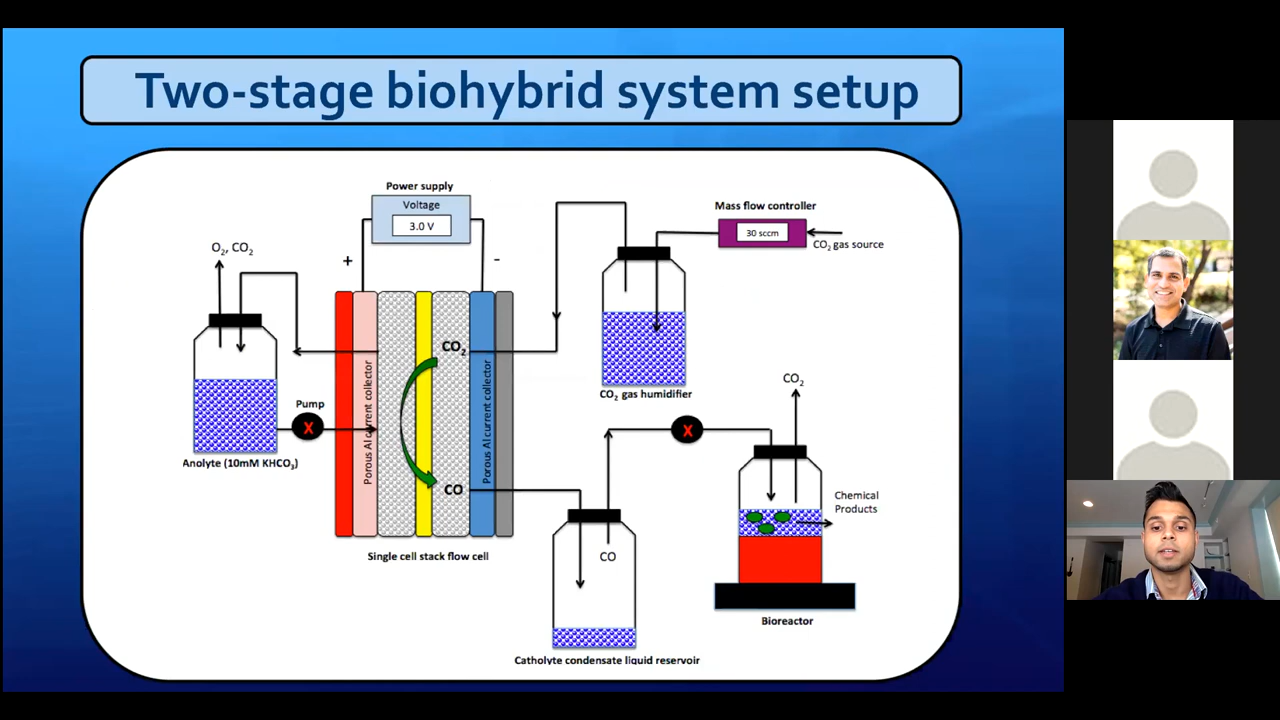 Two-stage biohybrid system setup
Power supply
Voltage
3.0 V
+
-
Mass flow controller
30 sccm
CO₂ gas source
O₂, CO₂
CO₂
CO₂ gas humidifier
Porous Al current collector
Porous Al current collector
CO₂
Pump
X
X
Anolyte (10mM KHCO₃)
CO
Chemical
Products
Single cell stack flow cell
CO
Bioreactor
Catholyte condensate liquid reservoir